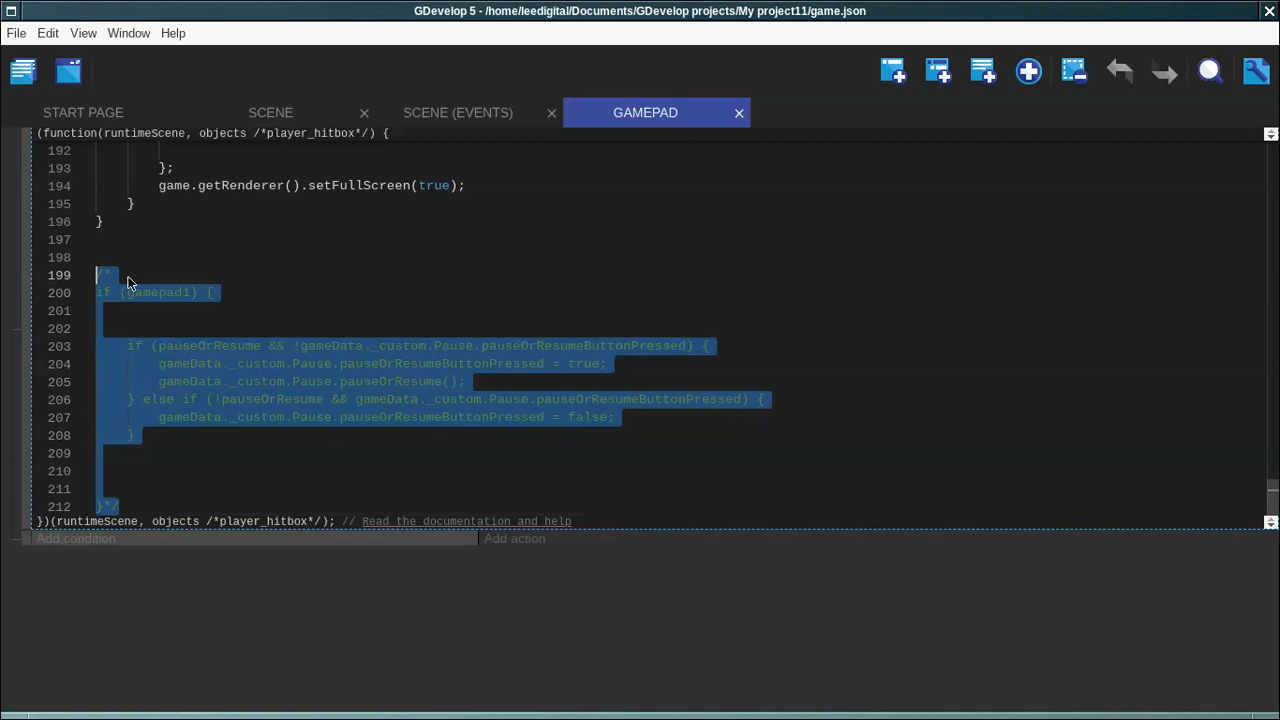 GDevelop 5 - /home/leedigital/Documents/GDevelop projects/My project11/game.json
File Edit View Window Help
START PAGE SCENE SCENE (EVENTS) GAMEPAD
(function(runtimeScene, objects /*player_hitbox*/) {
192
193 };
194 game.getRenderer().setFullScreen(true);
195 }
196 }
197
198
199 /*
200 if (gamepad1) {
201
202
203 if (pauseOrResume && !gameData._custom.Pause.pauseOrResumeButtonPressed) {
204 gameData._custom.Pause.pauseOrResumeButtonPressed = true;
205 gameData._custom.Pause.pauseOrResume();
206 } else if (!pauseOrResume && gameData._custom.Pause.pauseOrResumeButtonPressed) {
207 gameData._custom.Pause.pauseOrResumeButtonPressed = false;
208 }
209
210
211
212 }*/
})(runtimeScene, objects /*player_hitbox*/); // Read the documentation and help
Add condition Add action